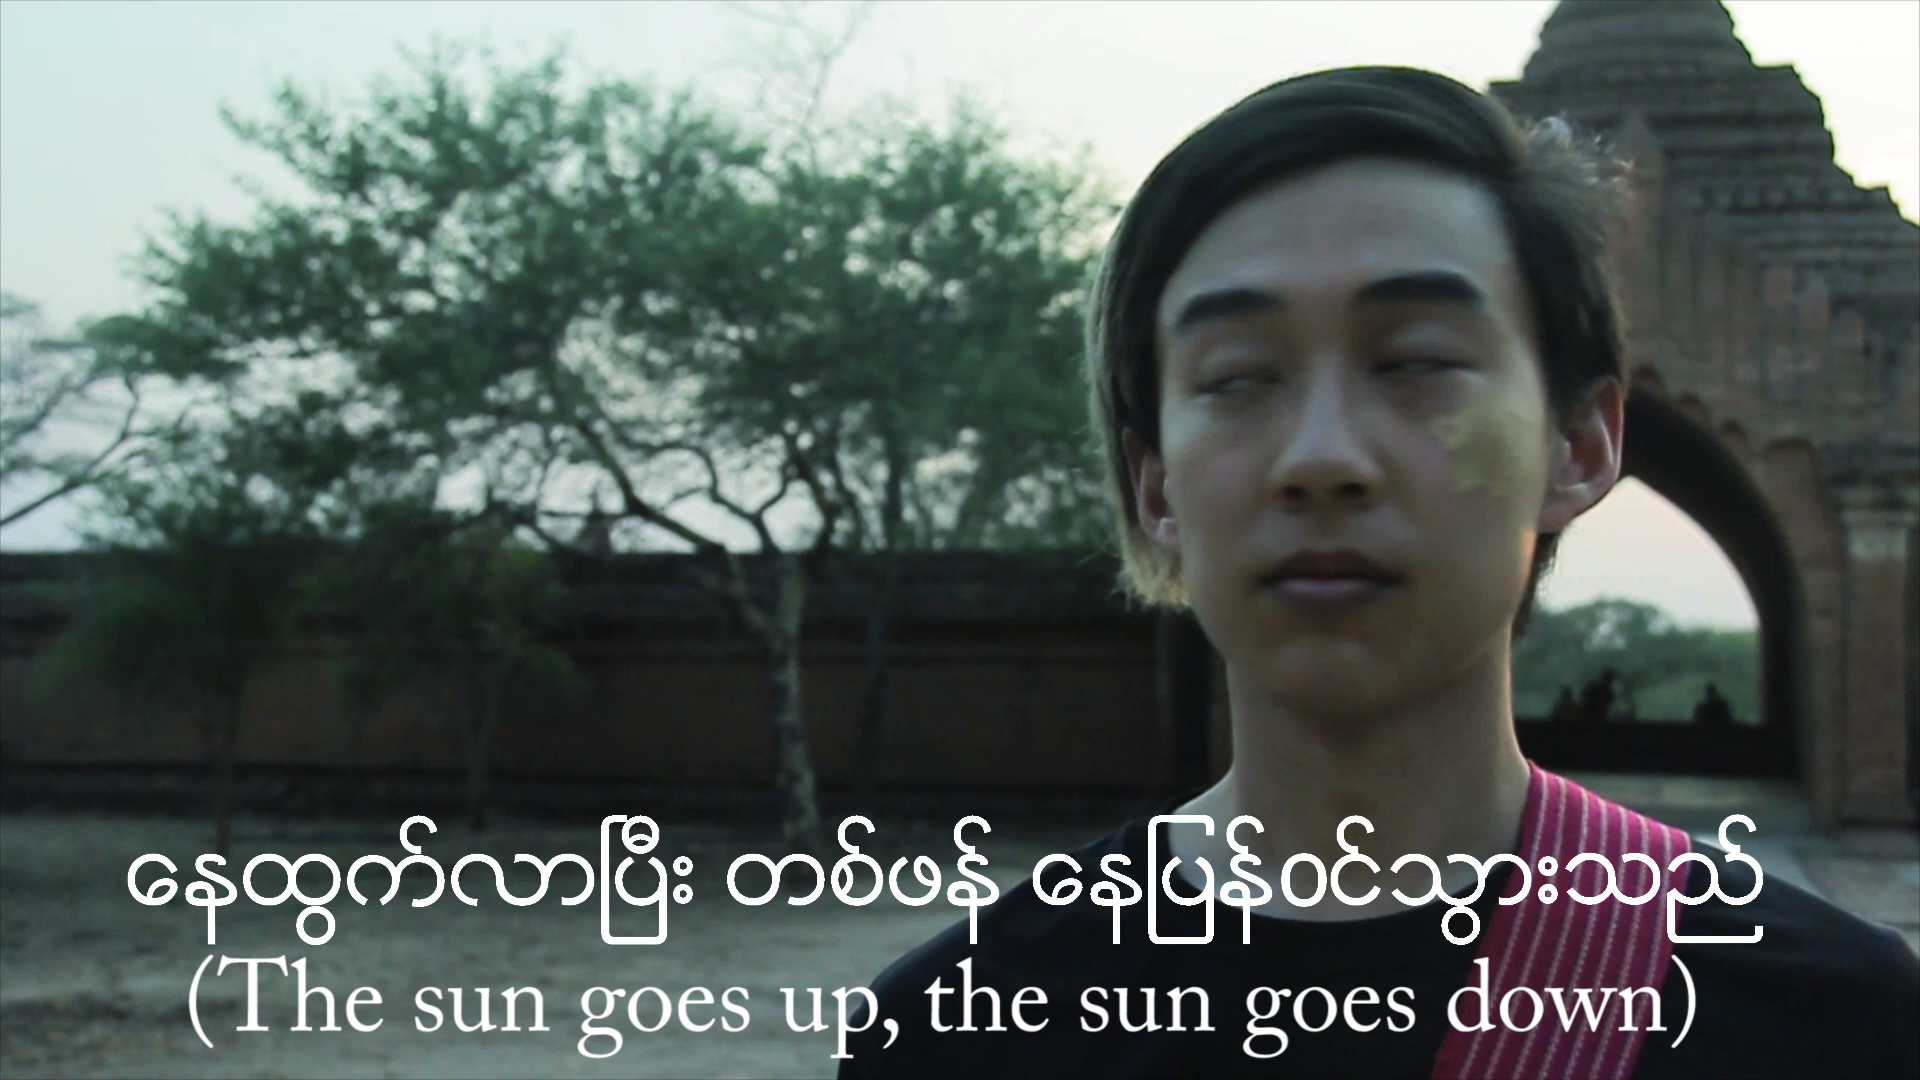 နေထွက်လာပြီး တစ်ဖန် နေပြန်ဝင်သွားသည်
(The sun goes up, the sun goes down)